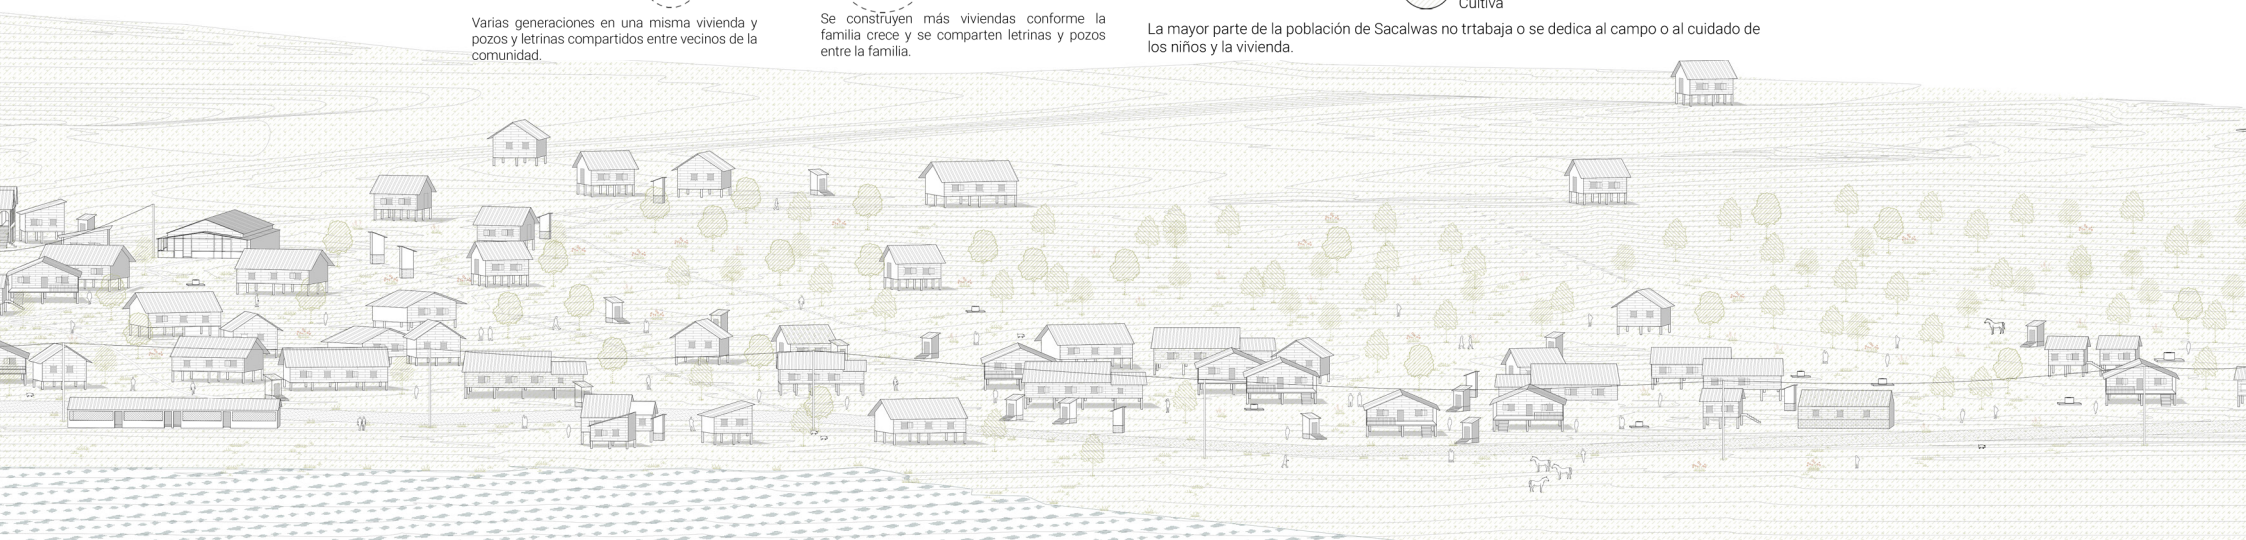 Varias generaciones en una misma vivienda y
pozos y letrinas compartidos entre vecinos de la
comunidad.
Se construyen más viviendas conforme la
familia crece y se comparten letrinas y pozos
entre la familia.
Cultiva
La mayor parte de la población de Sacalwas no trtabaja o se dedica al campo o al cuidado de
los niños y la vivienda.